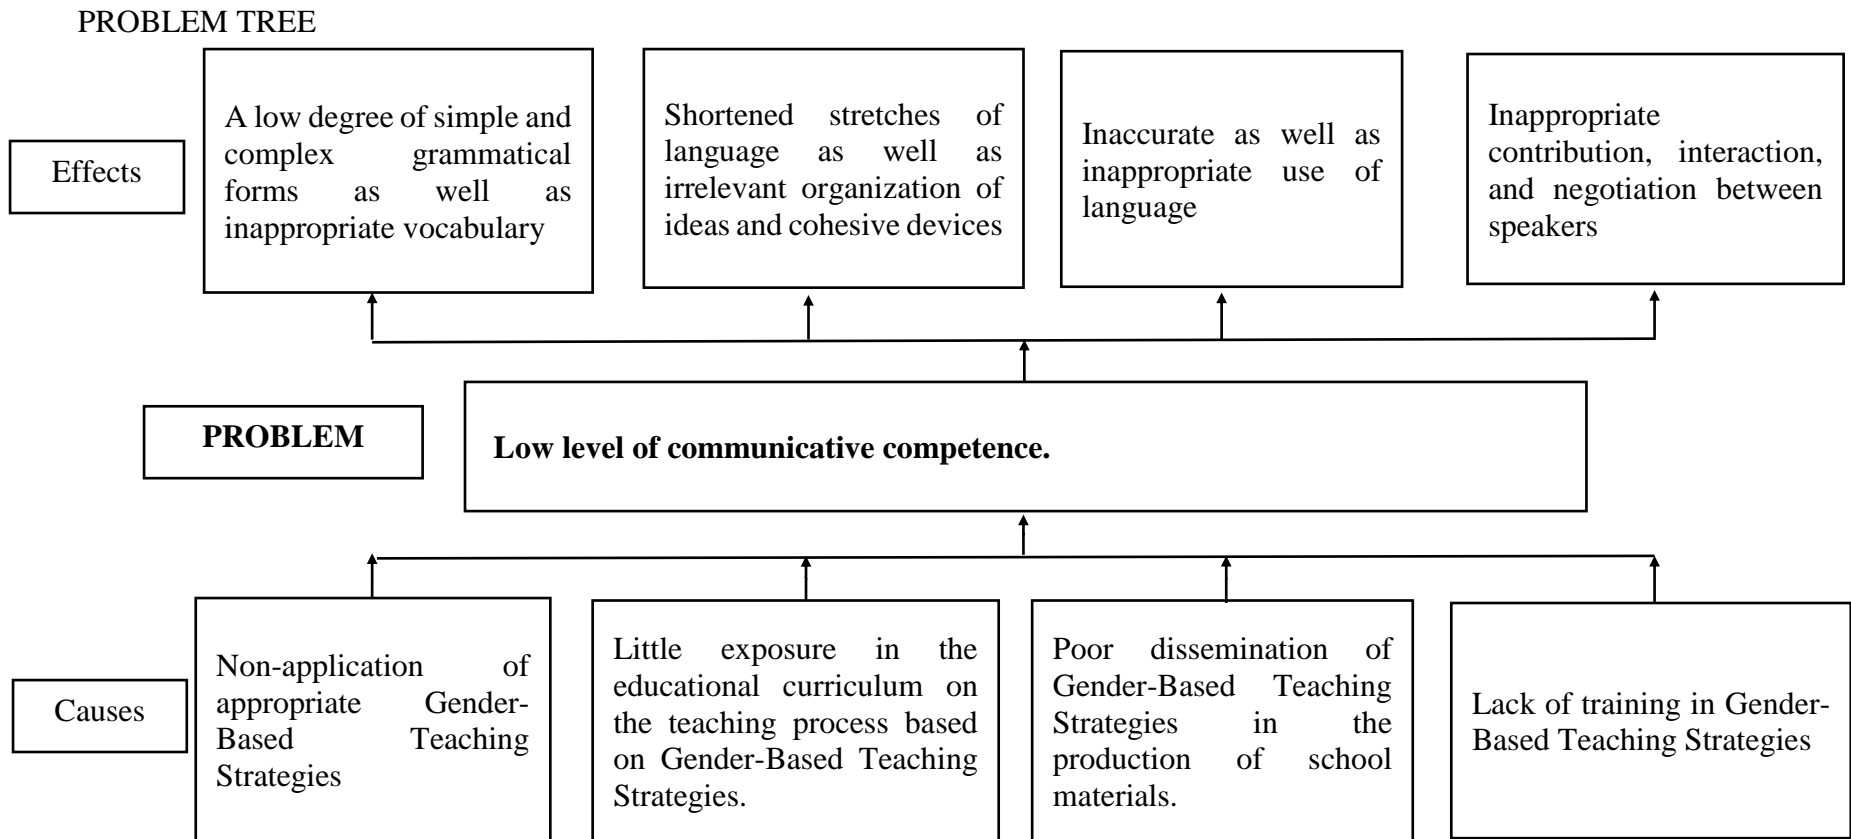 PROBLEM TREE
Effects
A low degree of simple and
complex grammatical
forms as well as
inappropriate vocabulary
Shortened stretches of
language as well as
irrelevant organization of
ideas and cohesive devices
Inaccurate as well as
inappropriate use of
language
Inappropriate
contribution, interaction,
and negotiation between
speakers
PROBLEM
Low level of communicative competence.
Causes
Non-application of
appropriate Gender-
Based Teaching
Strategies
Little exposure in the
educational curriculum on
the teaching process based
on Gender-Based Teaching
Strategies.
Poor dissemination of
Gender-Based Teaching
Strategies in the
production of school
materials.
Lack of training in Gender-
Based Teaching Strategies